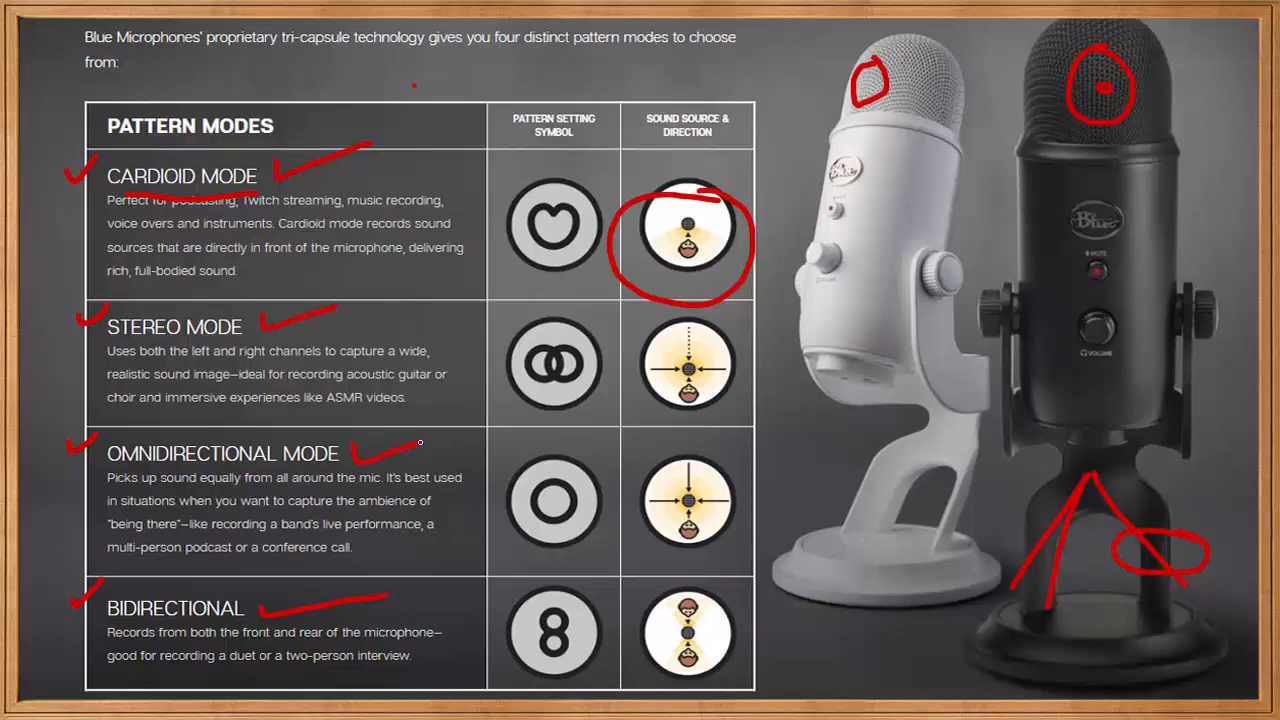 Blue Microphones' proprietary tri-capsule technology gives you four distinct pattern modes to choose
from:
PATTERN MODES
PATTERN SETTING
SYMBOL
SOUND SOURCE &
DIRECTION
CARDIOID MODE
Perfect for podcasting, Twitch streaming, music recording,
voice overs and instruments. Cardioid mode records sound
sources that are directly in front of the microphone, delivering
rich, full-bodied sound.
STEREO MODE
Uses both the left and right channels to capture a wide,
realistic sound image—ideal for recording acoustic guitar or
choir and immersive experiences like ASMR videos.
OMNIDIRECTIONAL MODE
Picks up sound equally from all around the mic. It's best used
in situations when you want to capture the ambience of
"being there"—like recording a band's live performance, a
multi-person podcast or a conference call.
BIDIRECTIONAL
Records from both the front and rear of the microphone—
good for recording a duet or a two-person interview.
Blue
Blue
MUTE
VOLUME